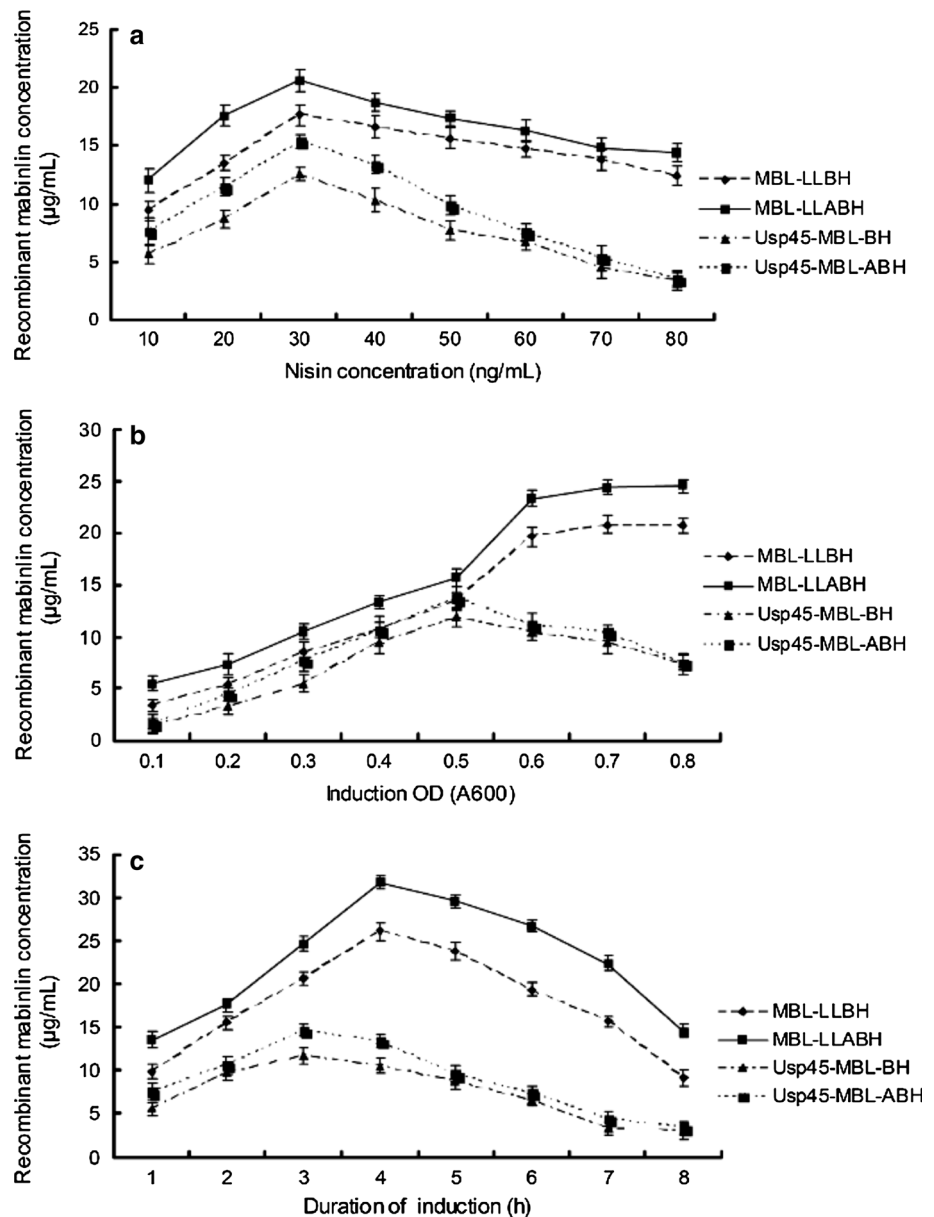 a
Recombinant mabinlin concentration
(µg/mL)
25
20
15
10
5
0
10 20 30 40 50 60 70 80
Nisin concentration (ng/mL)
MBL-LLBH
MBL-LLABH
Usp45-MBL-BH
Usp45-MBL-ABH
b
Recombinant mabinlin concentration
(µg/mL)
30
25
20
15
10
5
0
0.1 0.2 0.3 0.4 0.5 0.6 0.7 0.8
Induction OD (A600)
MBL-LLBH
MBL-LLABH
Usp45-MBL-BH
Usp45-MBL-ABH
c
Recombinant mabinlin concentration
(µg/mL)
35
30
25
20
15
10
5
0
1 2 3 4 5 6 7 8
Duration of induction (h)
MBL-LLBH
MBL-LLABH
Usp45-MBL-BH
Usp45-MBL-ABH